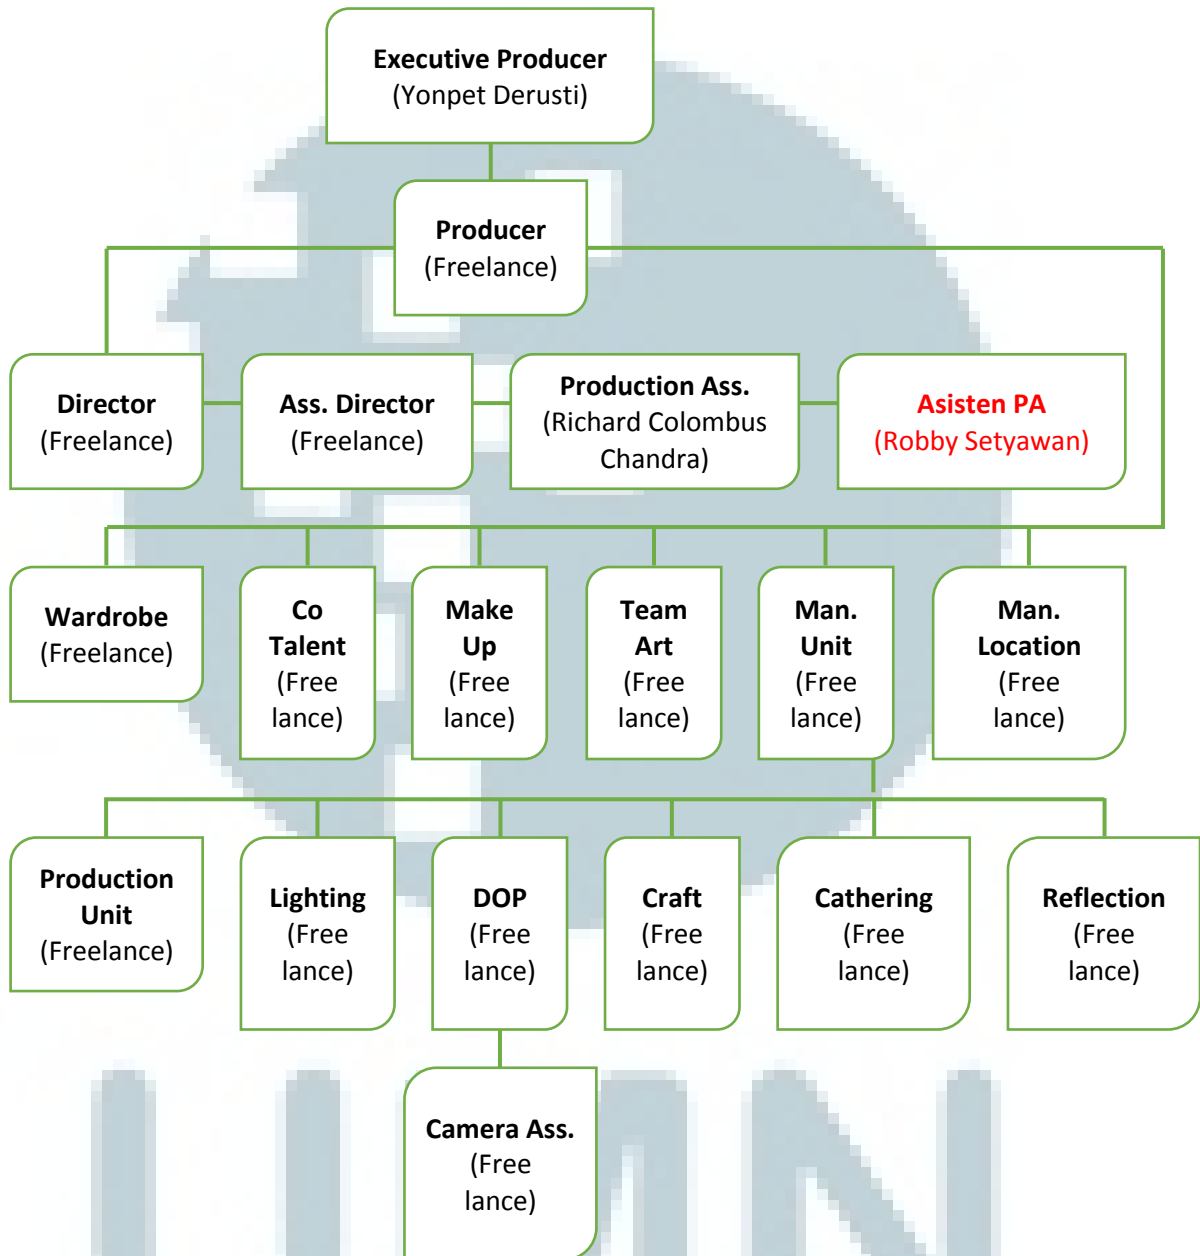 Executive Producer
(Yonpet Derusti)
Producer
(Freelance)
Director
(Freelance)
Ass. Director
(Freelance)
Production Ass.
(Richard Colombus
Chandra)
Asisten PA
(Robby Setyawan)
Wardrobe
(Freelance)
Co
Talent
(Free
lance)
Make
Up
(Free
lance)
Team
Art
(Free
lance)
Man.
Unit
(Free
lance)
Man.
Location
(Free
lance)
Production
Unit
(Freelance)
Lighting
(Free
lance)
DOP
(Free
lance)
Craft
(Free
lance)
Cathering
(Free
lance)
Reflection
(Free
lance)
Camera Ass.
(Free
lance)
UMN